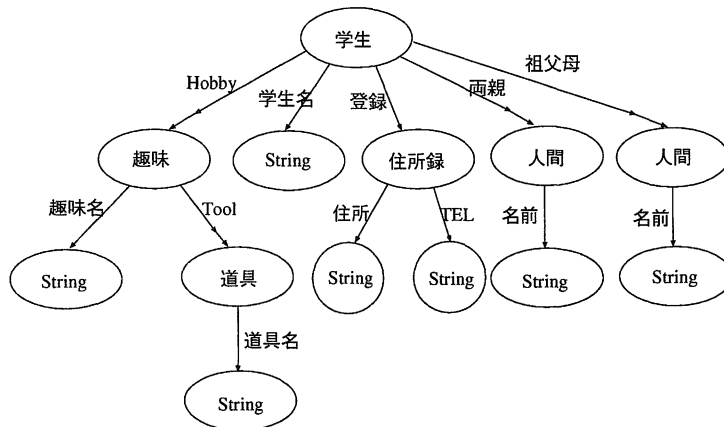 学生
Hobby
学生名
登録
両親
祖父母
趣味
String
住所録
人間
人間
趣味名
Tool
住所
TEL
名前
名前
String
道具
String
String
String
String
道具名
String